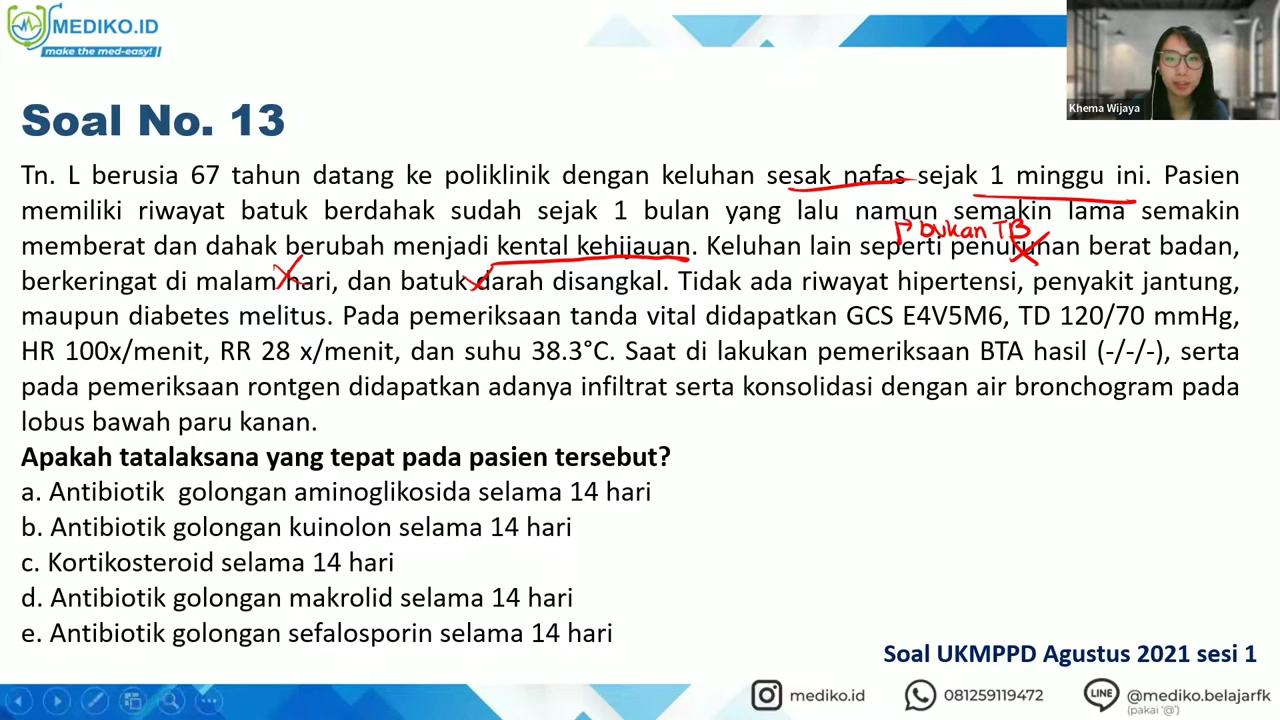 MEDIKO.ID
make the med-easy!
Khema Wijaya
Soal No. 13
Tn. L berusia 67 tahun datang ke poliklinik dengan keluhan sesak nafas sejak 1 minggu ini. Pasien
memiliki riwayat batuk berdahak sudah sejak 1 bulan yang lalu namun semakin lama semakin
bukan TB
memberat dan dahak berubah menjadi kental kehijauan. Keluhan lain seperti penurunan berat badan,
berkeringat di malam hari, dan batuk darah disangkal. Tidak ada riwayat hipertensi, penyakit jantung,
maupun diabetes melitus. Pada pemeriksaan tanda vital didapatkan GCS E4V5M6, TD 120/70 mmHg,
HR 100x/menit, RR 28 x/menit, dan suhu 38.3°C. Saat di lakukan pemeriksaan BTA hasil (-/-/-), serta
pada pemeriksaan rontgen didapatkan adanya infiltrat serta konsolidasi dengan air bronchogram pada
lobus bawah paru kanan.
Apakah tatalaksana yang tepat pada pasien tersebut?
a. Antibiotik golongan aminoglikosida selama 14 hari
b. Antibiotik golongan kuinolon selama 14 hari
c. Kortikosteroid selama 14 hari
d. Antibiotik golongan makrolid selama 14 hari
e. Antibiotik golongan sefalosporin selama 14 hari
Soal UKMPPD Agustus 2021 sesi 1
mediko.id
081259119472
LINE
@mediko.belajarfk
(pakai '@')